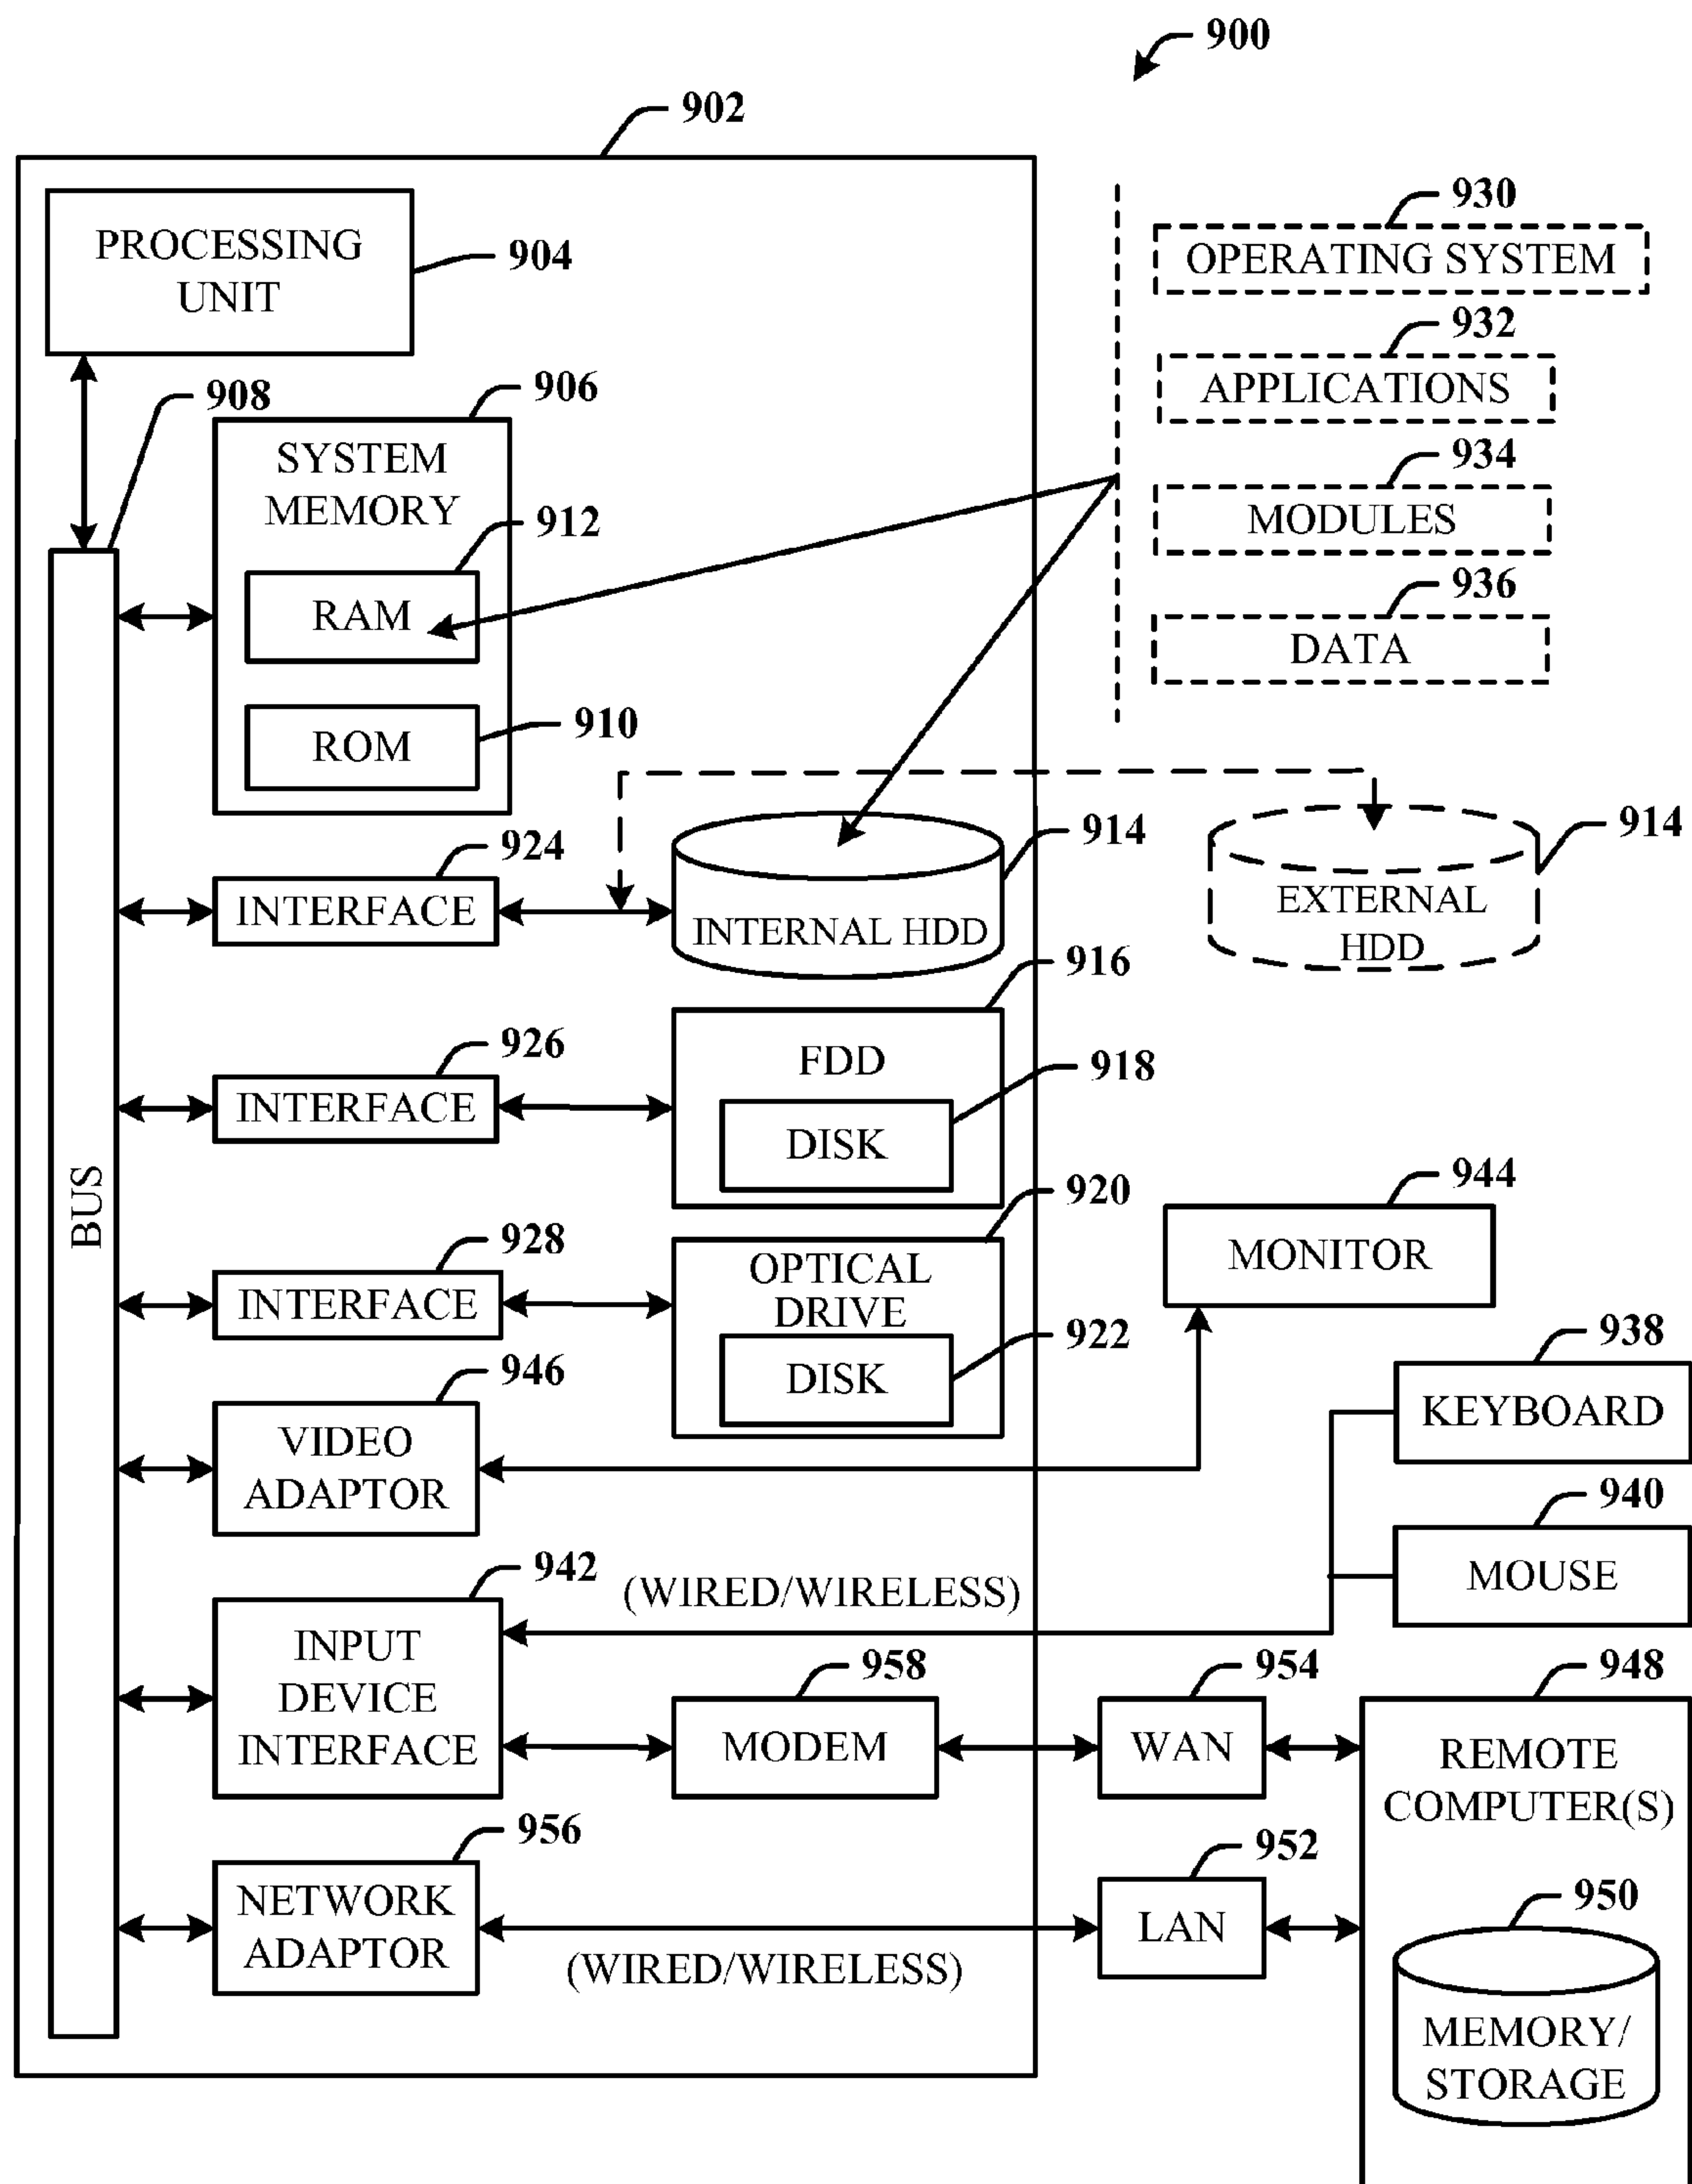 900
902
PROCESSING
UNIT
904
930
OPERATING SYSTEM
932
APPLICATIONS
934
MODULES
936
DATA
908
906
SYSTEM
MEMORY
912
RAM
910
ROM
924
INTERFACE
914
INTERNAL HDD
914
EXTERNAL
HDD
916
FDD
918
DISK
926
INTERFACE
BUS
920
OPTICAL
DRIVE
922
DISK
928
INTERFACE
944
MONITOR
946
VIDEO
ADAPTOR
938
KEYBOARD
940
MOUSE
942
INPUT
DEVICE
INTERFACE
(WIRED/WIRELESS)
958
MODEM
954
WAN
948
REMOTE
COMPUTER(S)
956
NETWORK
ADAPTOR
(WIRED/WIRELESS)
952
LAN
950
MEMORY/
STORAGE